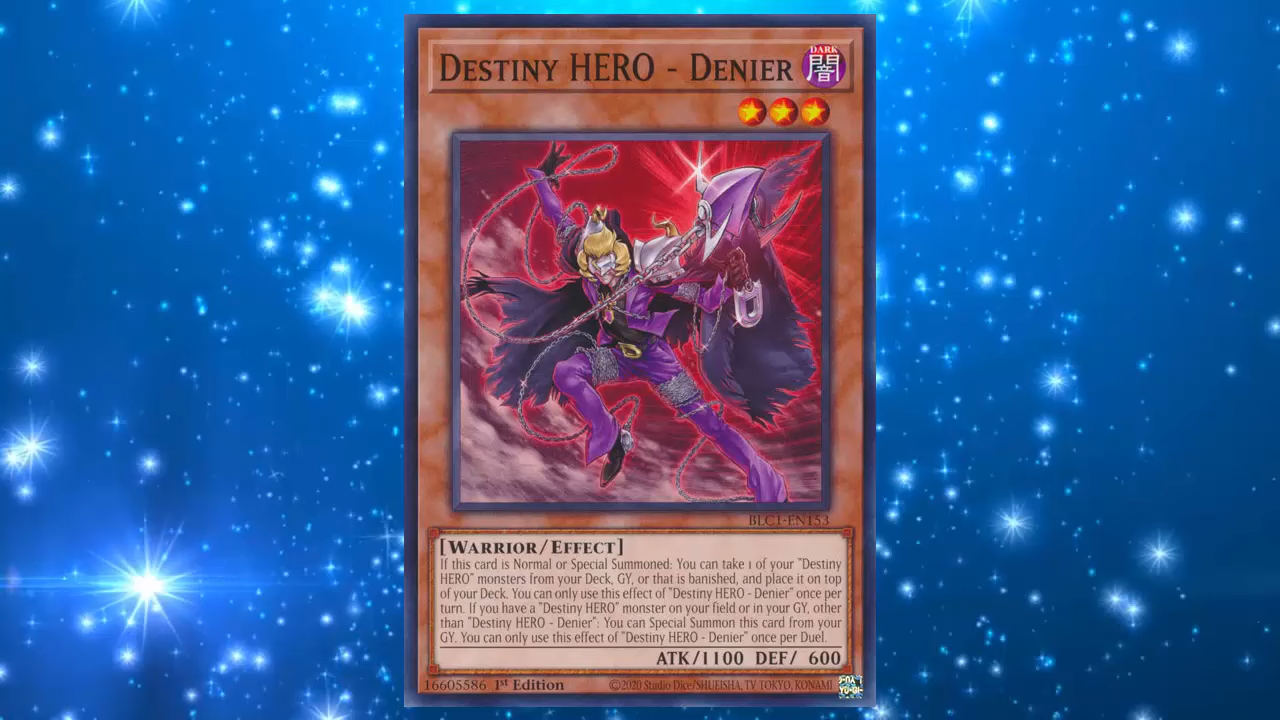 DESTINY HERO - DENIER
DARK
闇
BLC1-EN153
[WARRIOR/EFFECT]
If this card is Normal or Special Summoned: You can take 1 of your "Destiny
HERO" monsters from your Deck, GY, or that is banished, and place it on top
of your Deck. You can only use this effect of "Destiny HERO - Denier" once per
turn. If you have a "Destiny HERO" monster on your field or in your GY, other
than "Destiny HERO - Denier": You can Special Summon this card from your
GY. You can only use this effect of "Destiny HERO - Denier" once per Duel.
ATK/1100 DEF/ 600
16605586 1st Edition ©2020 Studio Dice/SHUEISHA, TV TOKYO, KONAMI